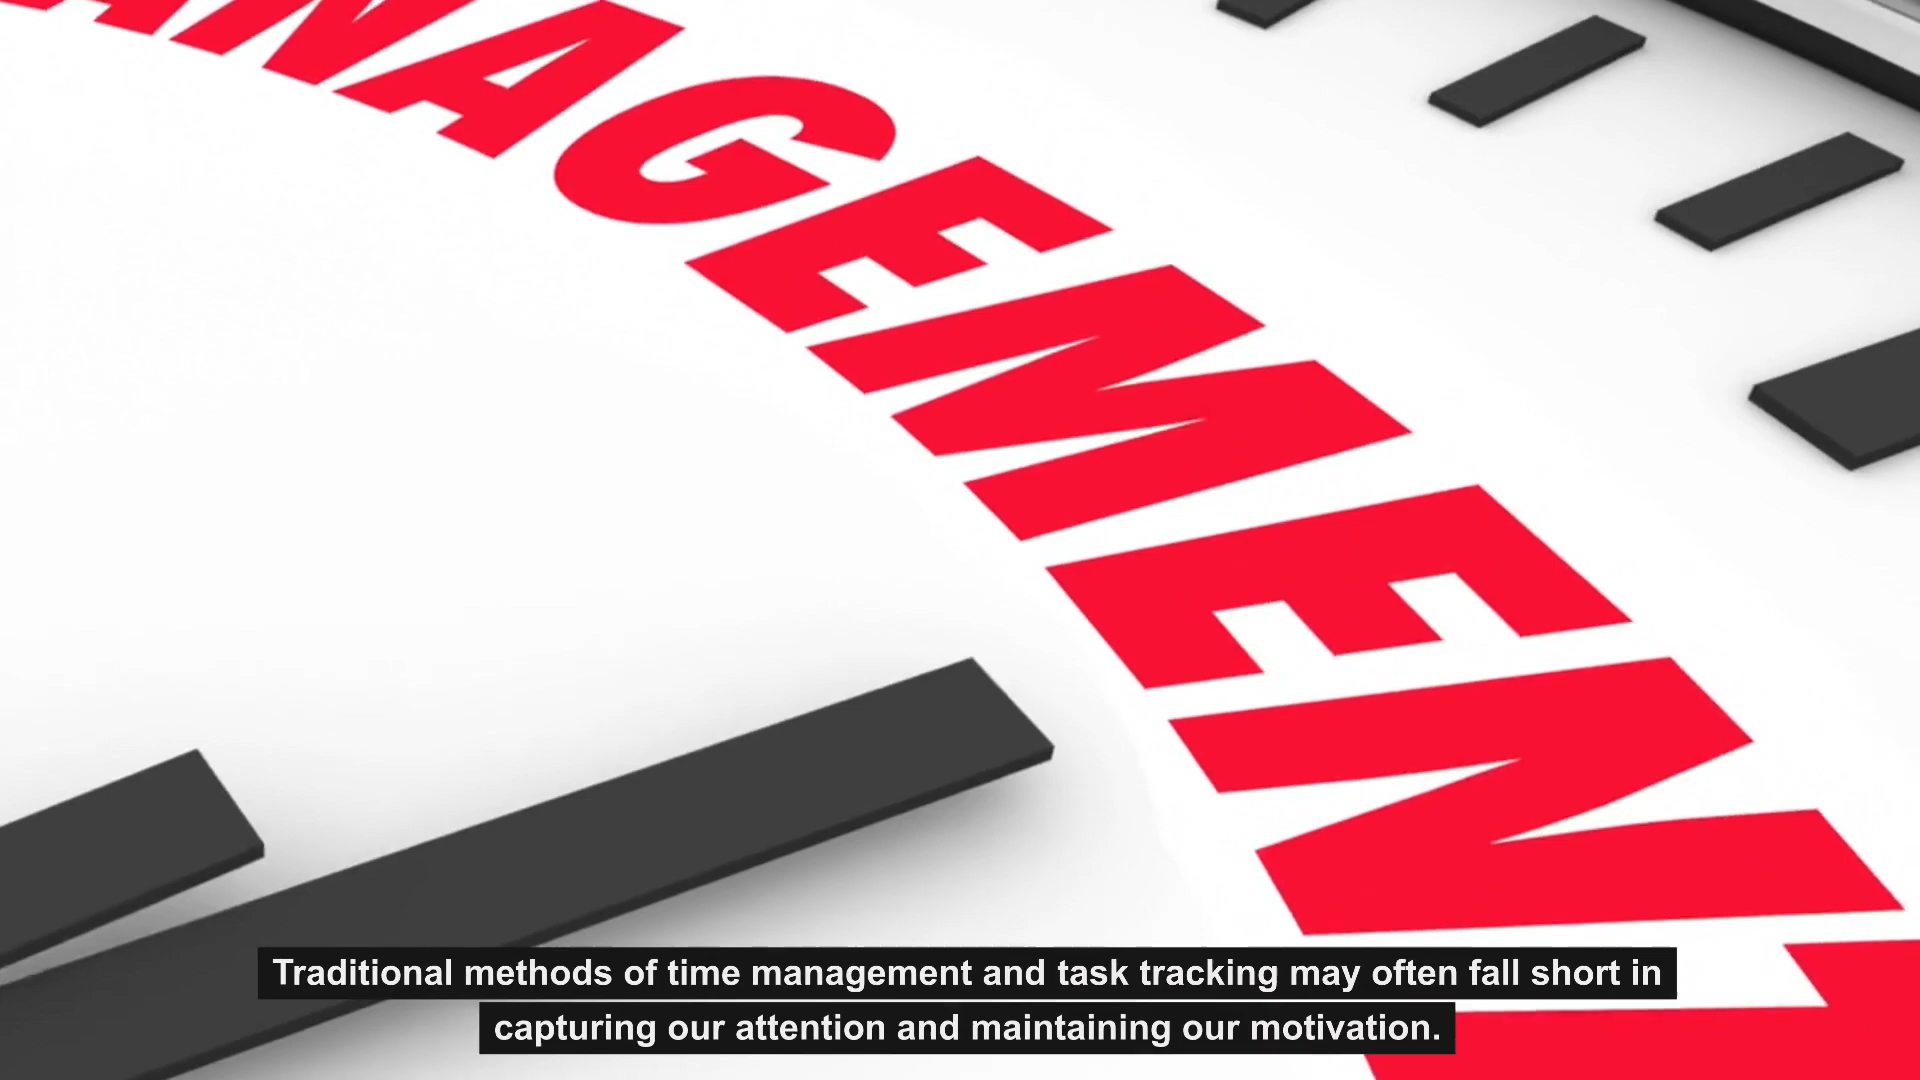 ANAGEMENT
Traditional methods of time management and task tracking may often fall short in
capturing our attention and maintaining our motivation.